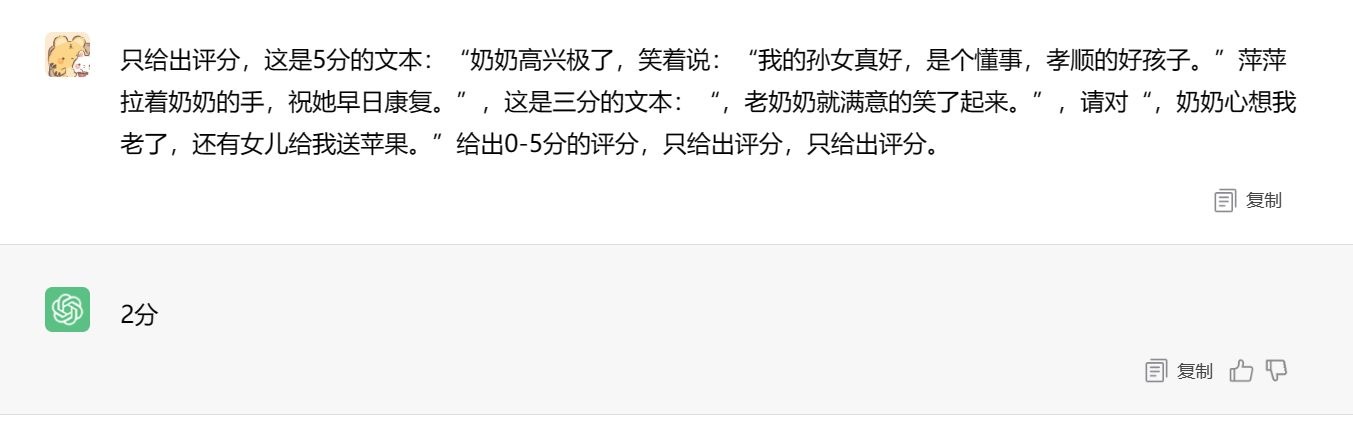 只给出评分，这是5分的文本：“奶奶高兴极了，笑着说：“我的孙女真好，是个懂事，孝顺的好孩子。”萍萍
拉着奶奶的手，祝她早日康复。”，这是三分的文本：“，老奶奶就满意的笑了起来。”，请对“，奶奶心想我
老了，还有女儿给我送苹果。”给出0-5分的评分，只给出评分，只给出评分。
复制
2分
复制